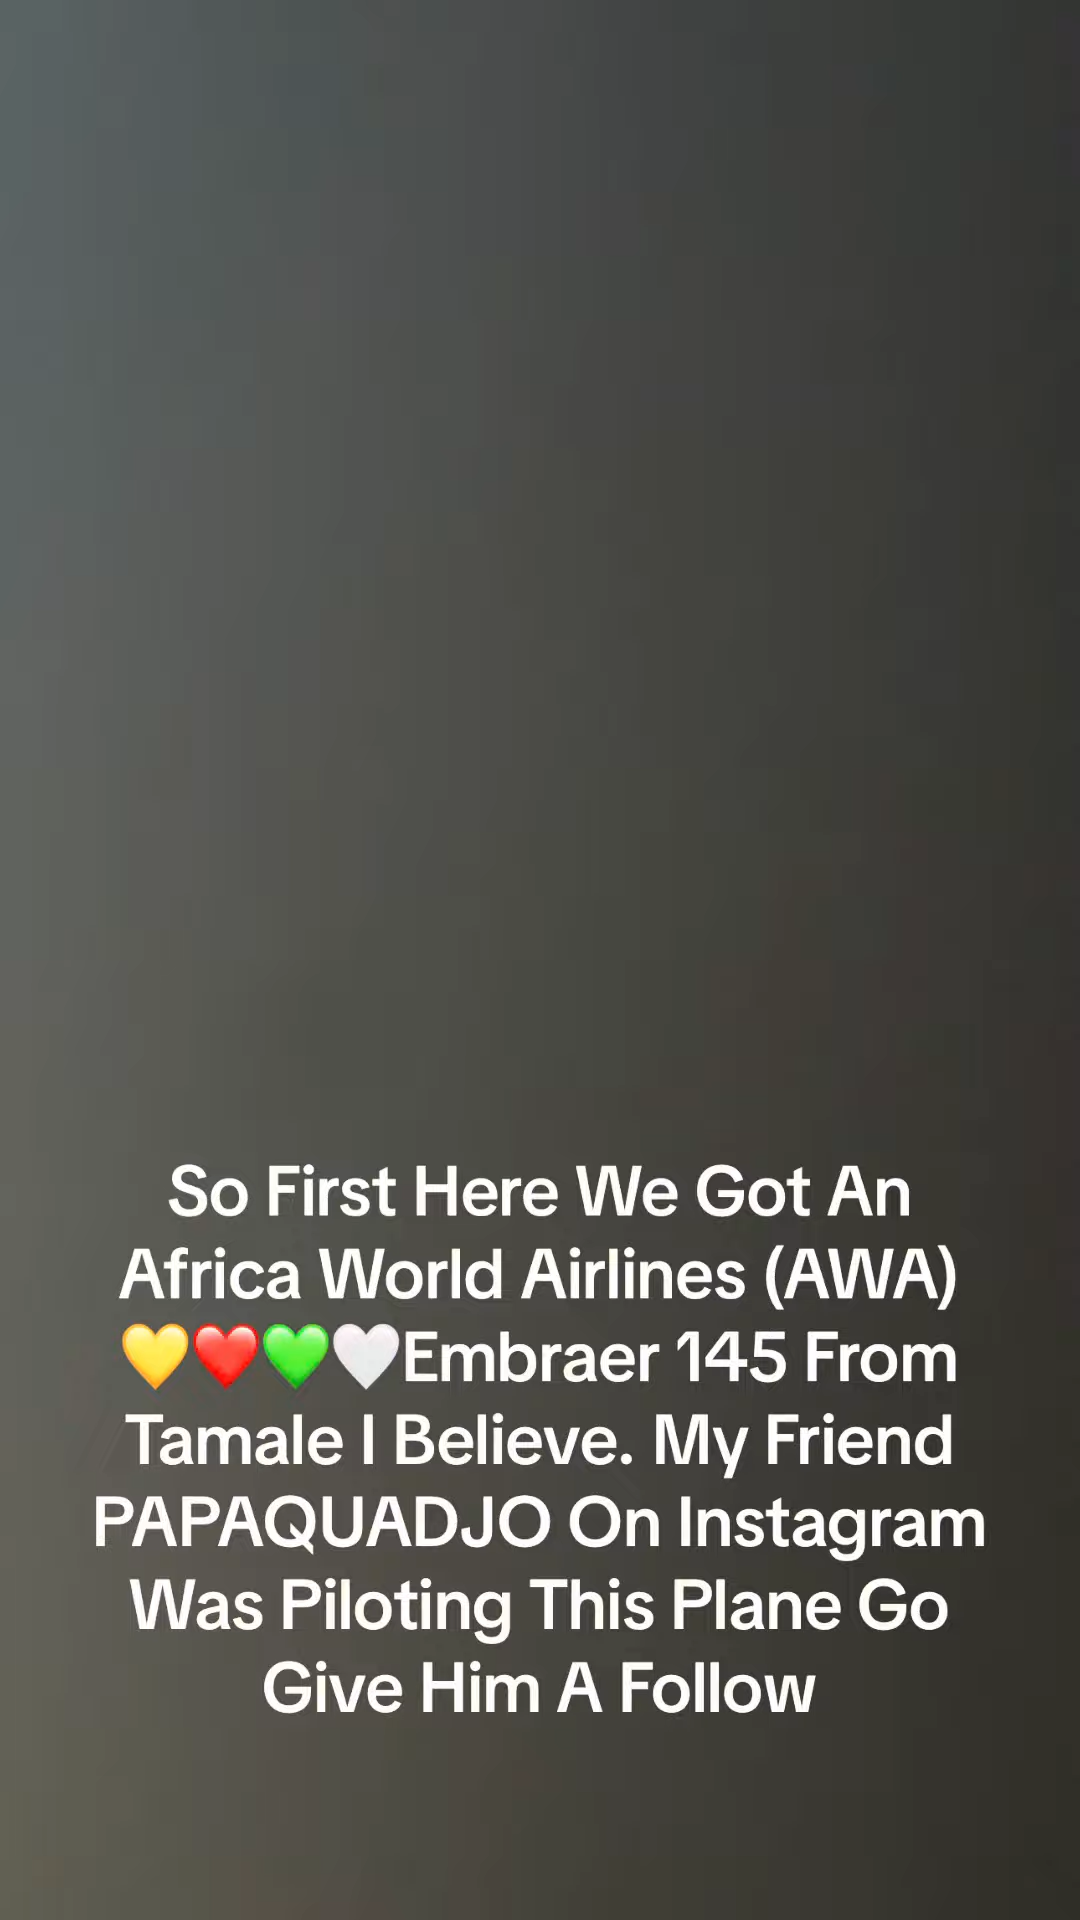 So First Here We Got An
Africa World Airlines (AWA)
💛❤️💚🤍Embraer 145 From
Tamale I Believe. My Friend
PAPAQUADJO On Instagram
Was Piloting This Plane Go
Give Him A Follow